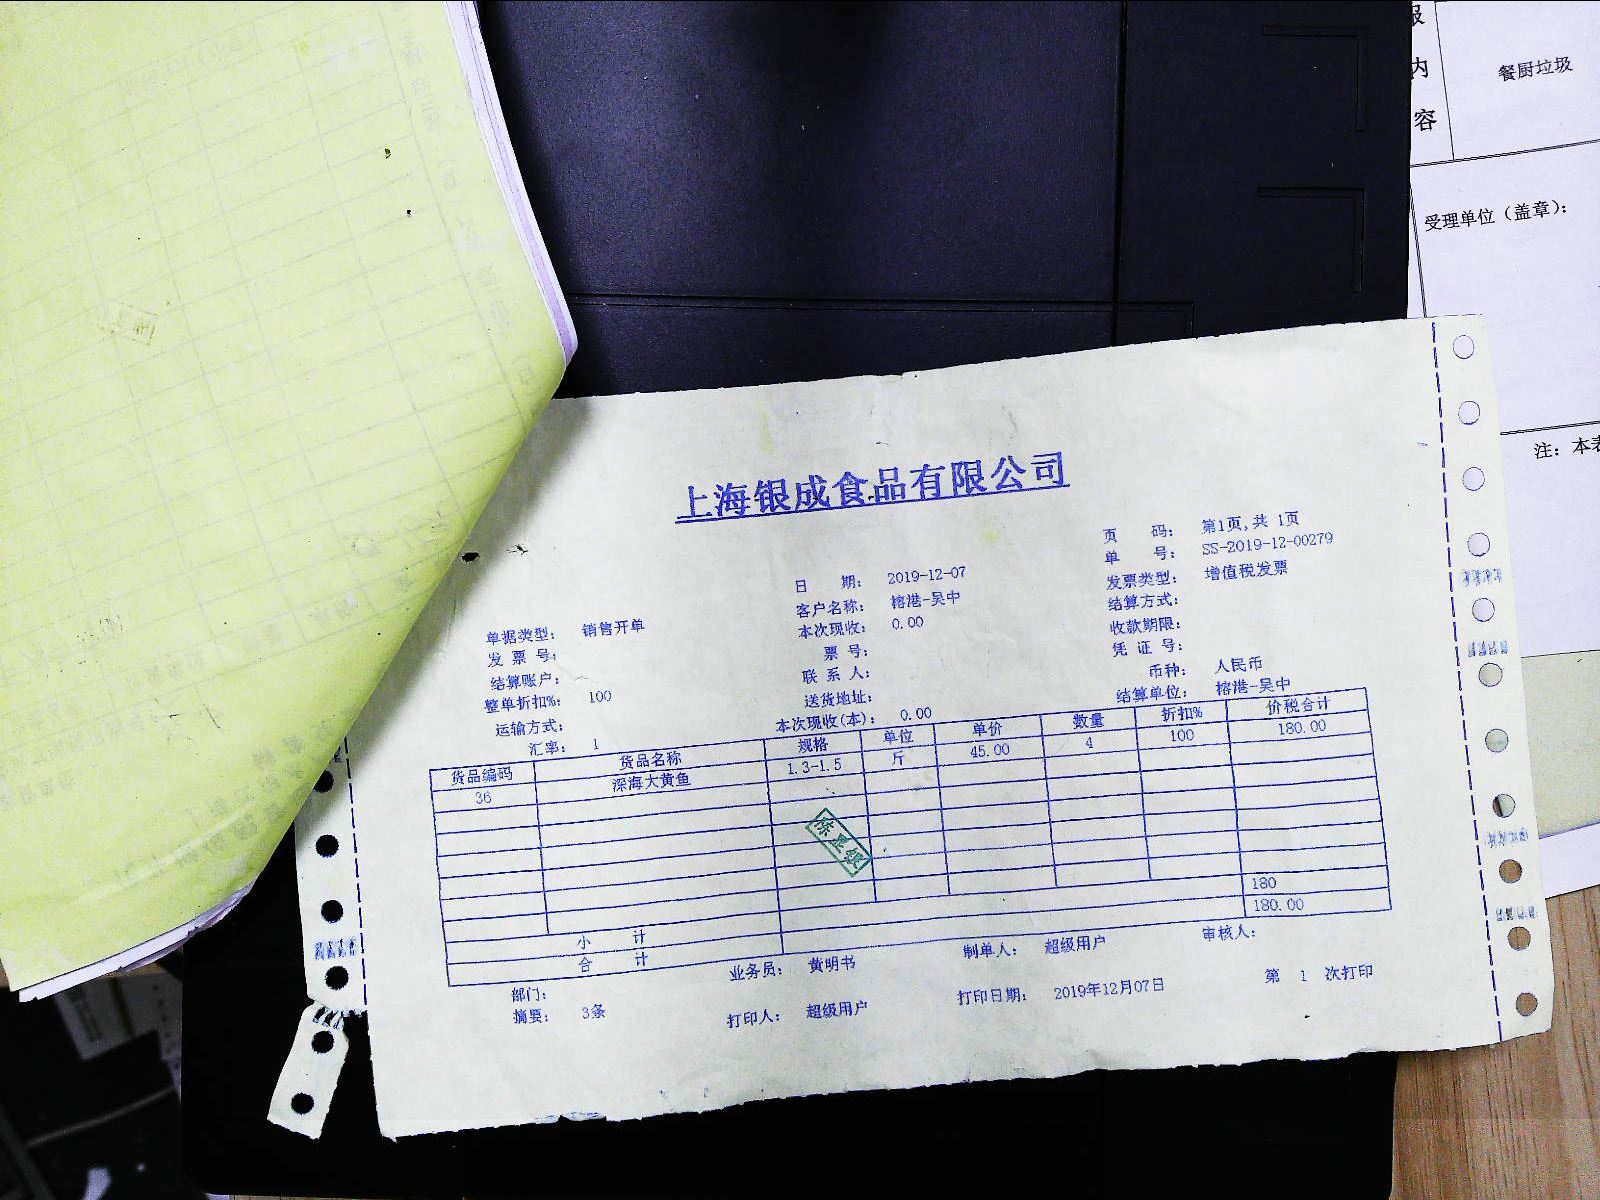 报
内
容
餐厨垃圾
受理单位（盖章）：
注：本表
上海银成食品有限公司
页 码： 第1页,共 1页
单 号： SS-2019-12-00279
单据类型： 销售开单 日 期： 2019-12-07 发票类型： 增值税发票
发 票 号： 客户名称： 榕港-吴中 结算方式：
结算账户： 本次现收： 0.00 收款期限：
整单折扣%： 100 票 号： 凭 证 号：
运输方式： 联 系 人： 币种： 人民币
汇率： 1 送货地址： 结算单位： 榕港-吴中
本次现收(本)： 0.00
货品编码 货品名称 规格 单位 单价 数量 折扣% 价税合计
36 深海大黄鱼 1.3-1.5 斤 45.00 4 100 180.00
小 计 180
合 计 180.00
部门： 业务员： 黄明书 制单人： 超级用户 审核人：
摘要： 3条 打印人： 超级用户 打印日期： 2019年12月07日 第 1 次打印